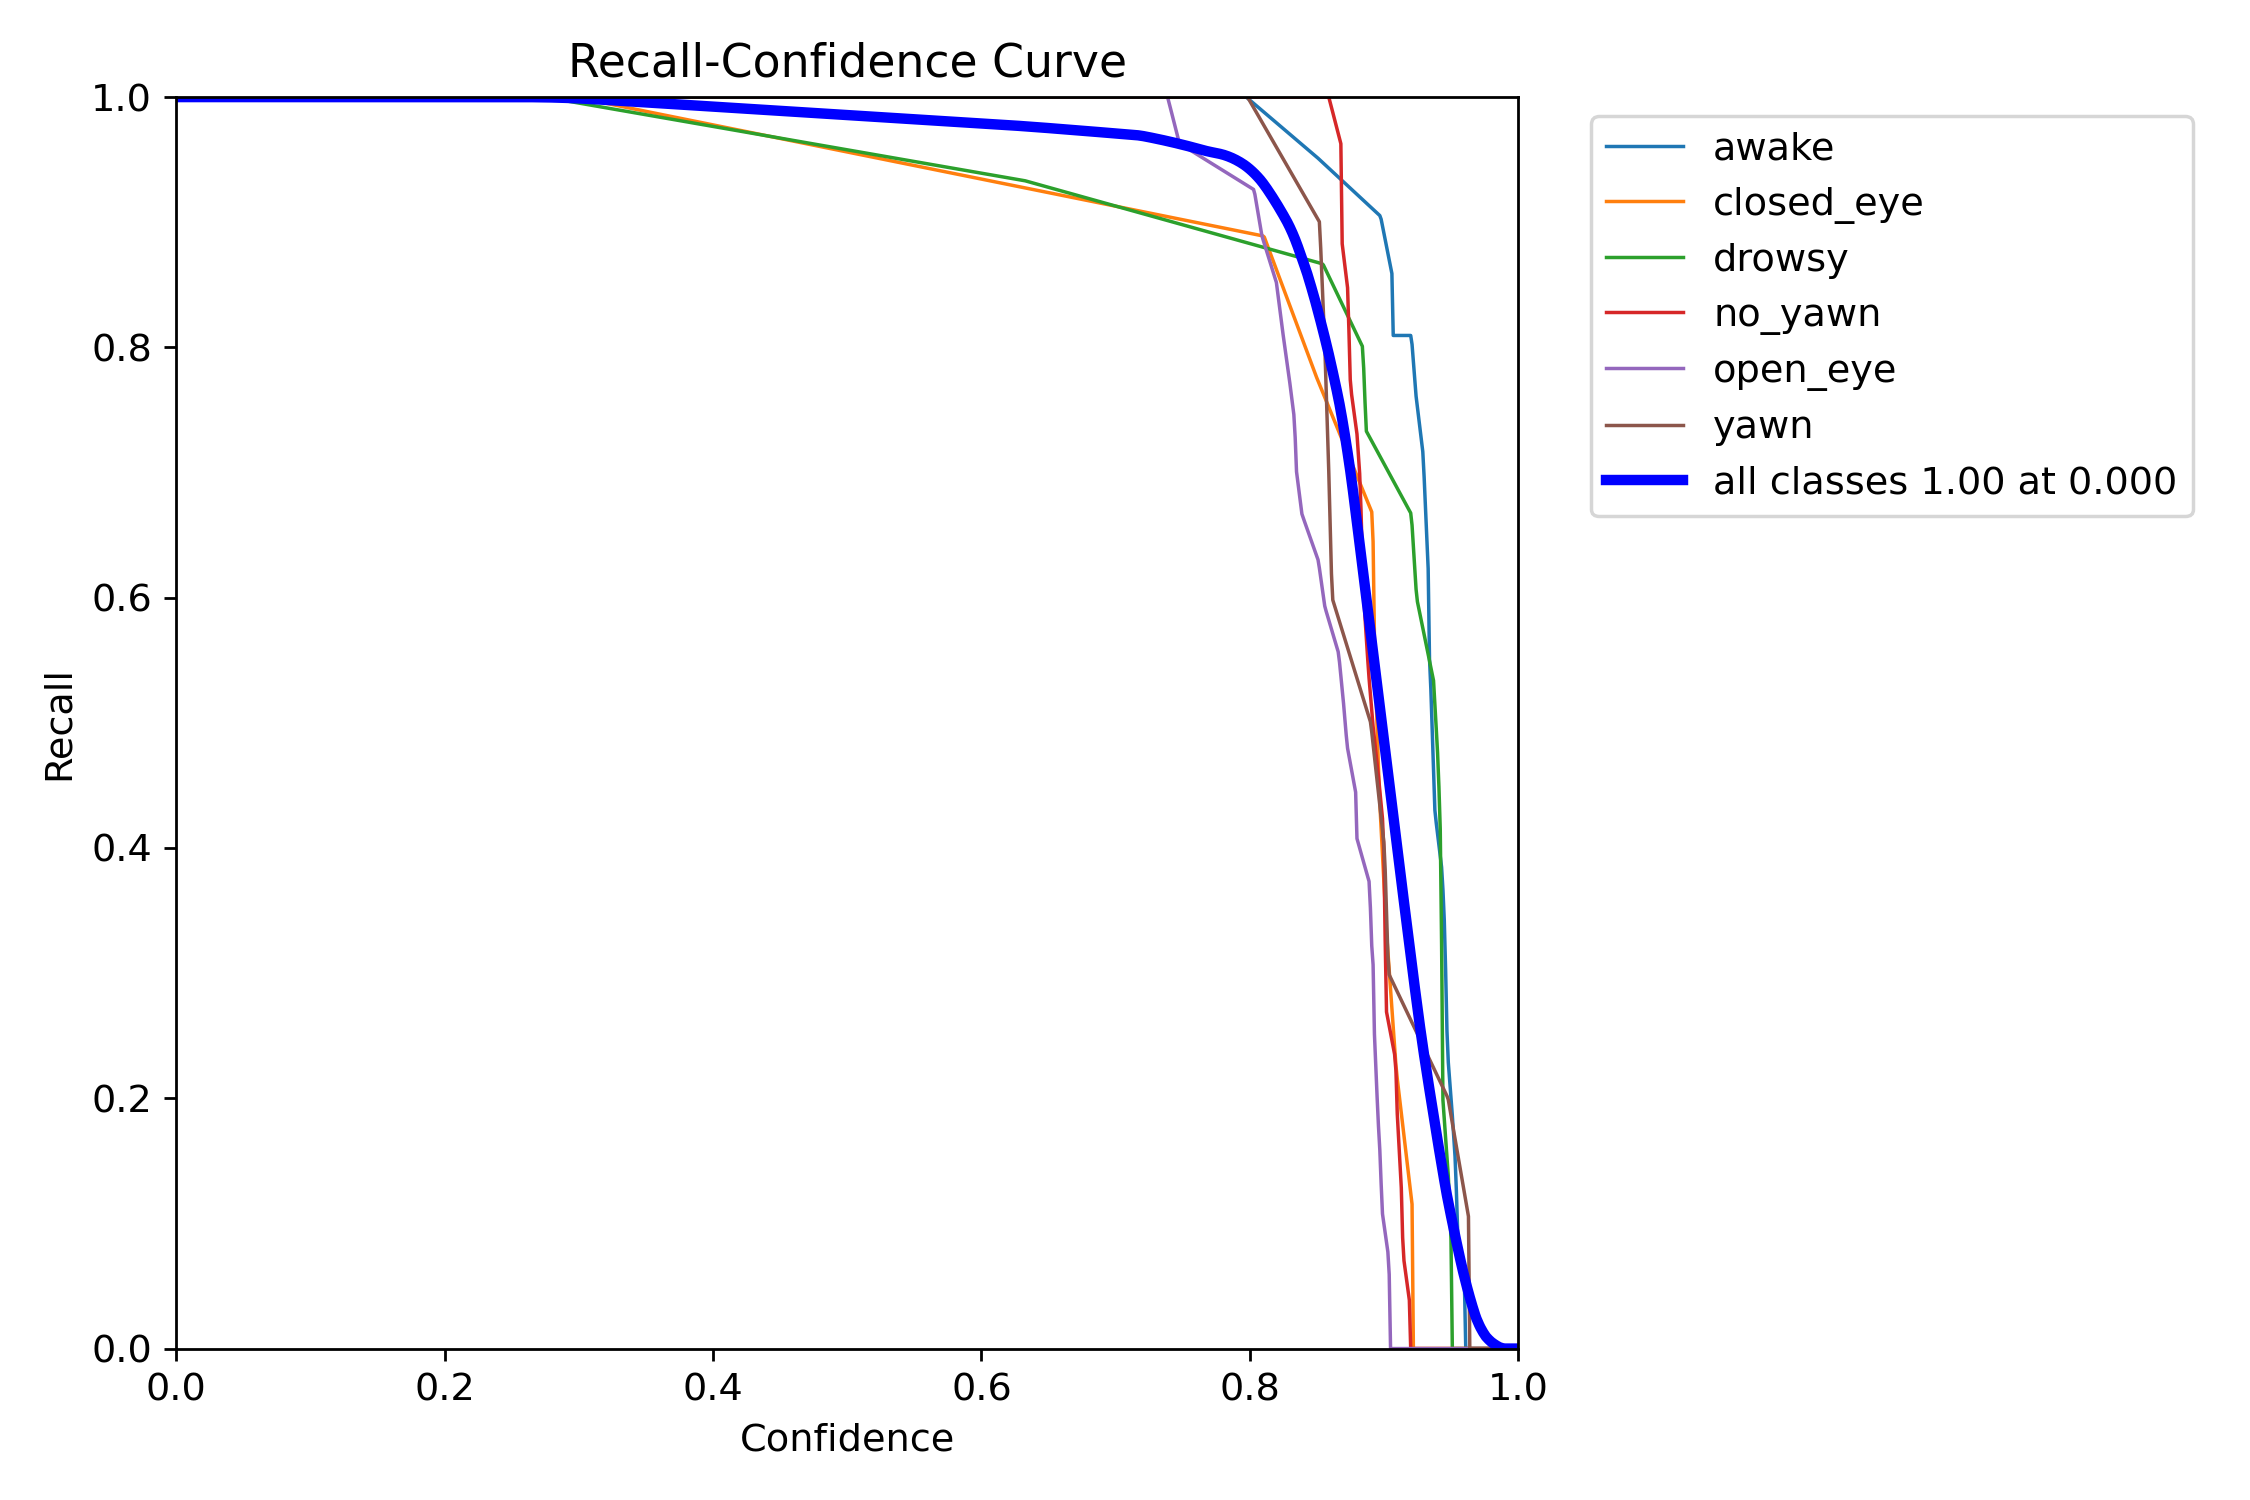 Recall-Confidence Curve
1.0
0.8
0.6
0.4
0.2
0.0
Recall
0.0 0.2 0.4 0.6 0.8 1.0
Confidence
awake
closed_eye
drowsy
no_yawn
open_eye
yawn
all classes 1.00 at 0.000